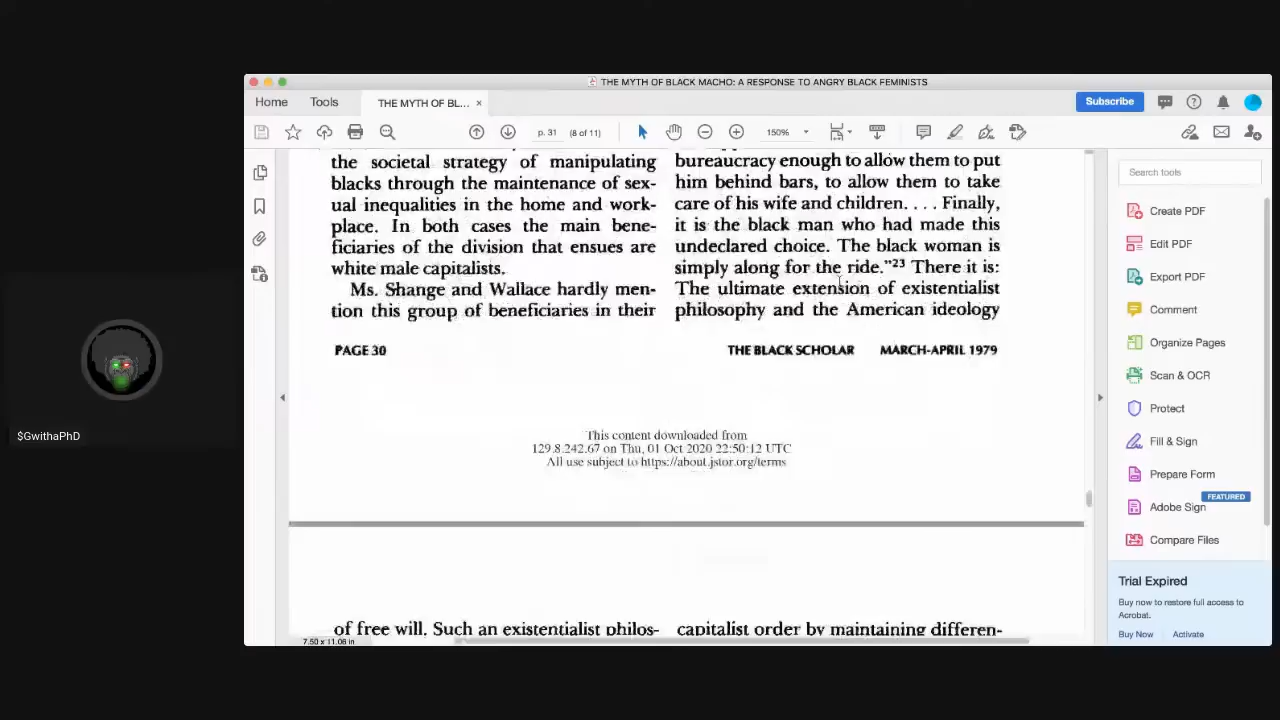 THE MYTH OF BLACK MACHO: A RESPONSE TO ANGRY BLACK FEMINISTS
Home
Tools
THE MYTH OF BL...
×
Subscribe
p. 31
(8 of 11)
150%
the societal strategy of manipulating
blacks through the maintenance of sex-
ual inequalities in the home and work-
place. In both cases the main bene-
ficiaries of the division that ensues are
white male capitalists.
Ms. Shange and Wallace hardly men-
tion this group of beneficiaries in their
bureaucracy enough to allow them to put
him behind bars, to allow them to take
care of his wife and children. . . . Finally,
it is the black man who had made this
undeclared choice. The black woman is
simply along for the ride."23 There it is:
The ultimate extension of existentialist
philosophy and the American ideology
PAGE 30
THE BLACK SCHOLAR MARCH-APRIL 1979
This content downloaded from
129.8.242.67 on Thu, 01 Oct 2020 22:50:12 UTC
All use subject to https://about.jstor.org/terms
of free will. Such an existentialist philos-
capitalist order by maintaining differen-
7.50 x 11.06 in
Search tools
Create PDF
Edit PDF
Export PDF
Comment
Organize Pages
Scan & OCR
Protect
Fill & Sign
Prepare Form
FEATURED
Adobe Sign
Compare Files
Trial Expired
Buy now to restore full access to
Acrobat.
Buy Now
Activate
$GwithaPhD